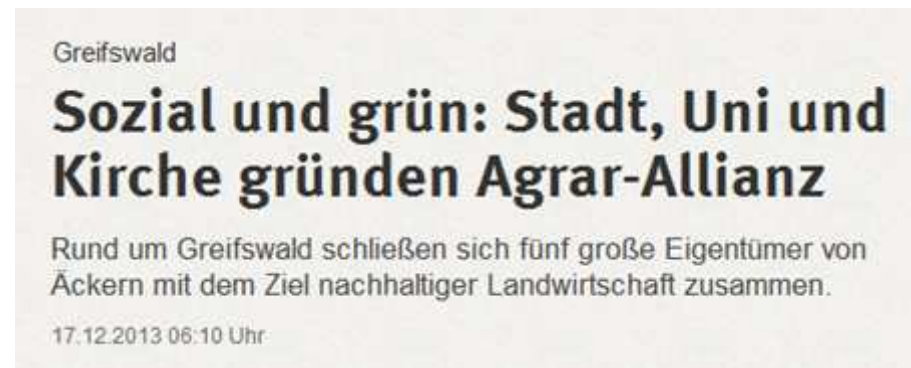 Greifswald
Sozial und grün: Stadt, Uni und
Kirche gründen Agrar-Allianz
Rund um Greifswald schließen sich fünf große Eigentümer von
Äckern mit dem Ziel nachhaltiger Landwirtschaft zusammen.
17.12.2013 06:10 Uhr